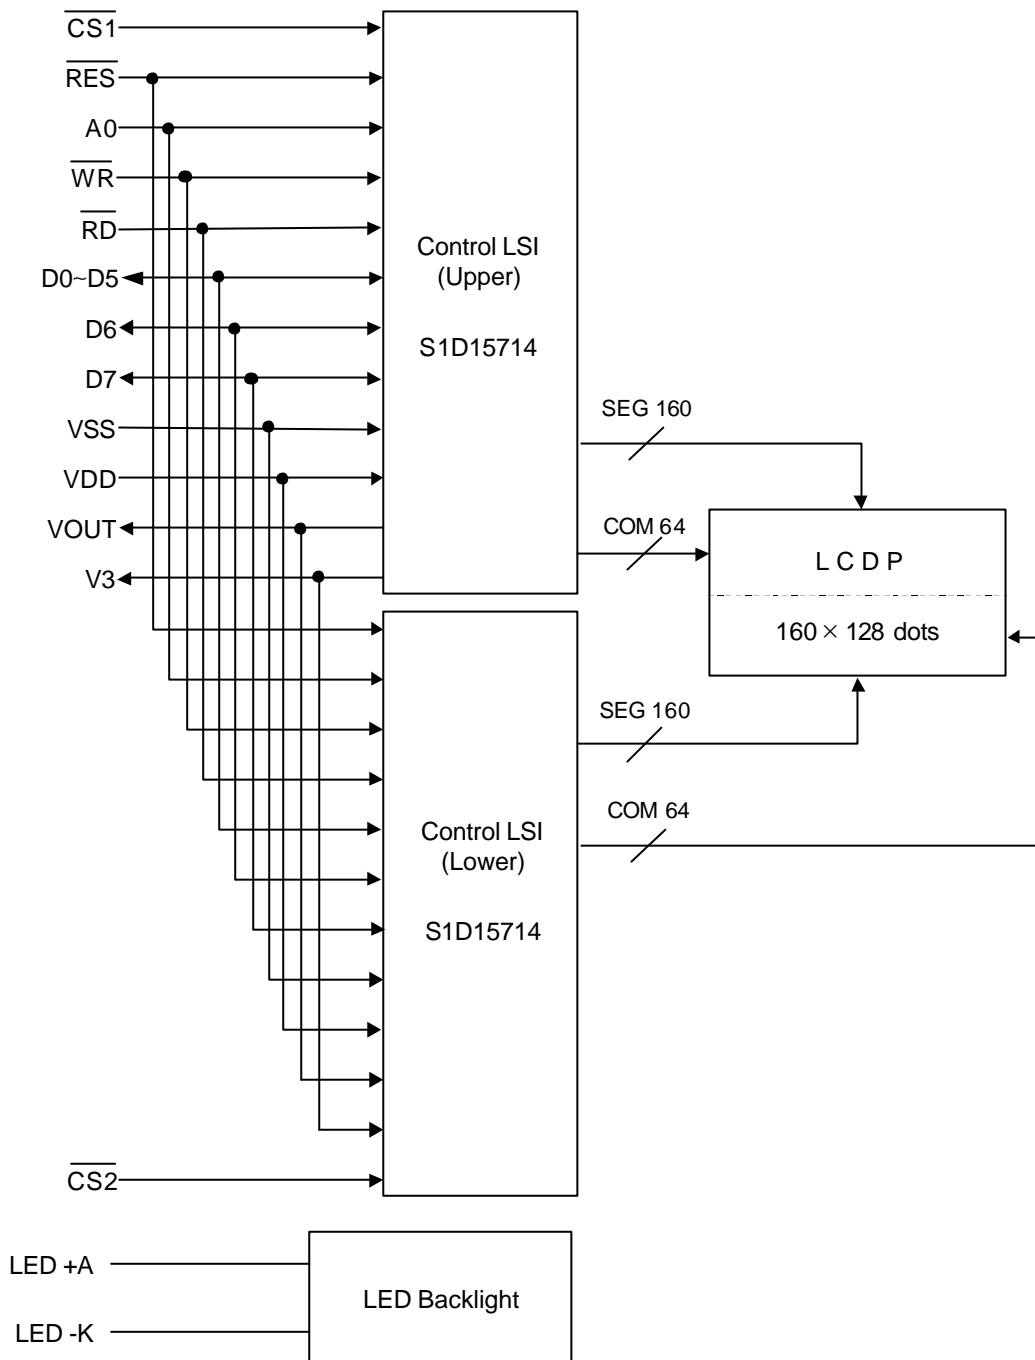 CS1
RES
A0
WR
RD
D0~D5
D6
D7
VSS
VDD
VOUT
V3
Control LSI
(Upper)
S1D15714
SEG 160
COM 64
L C D P
160 × 128 dots
SEG 160
COM 64
Control LSI
(Lower)
S1D15714
CS2
LED +A
LED -K
LED Backlight